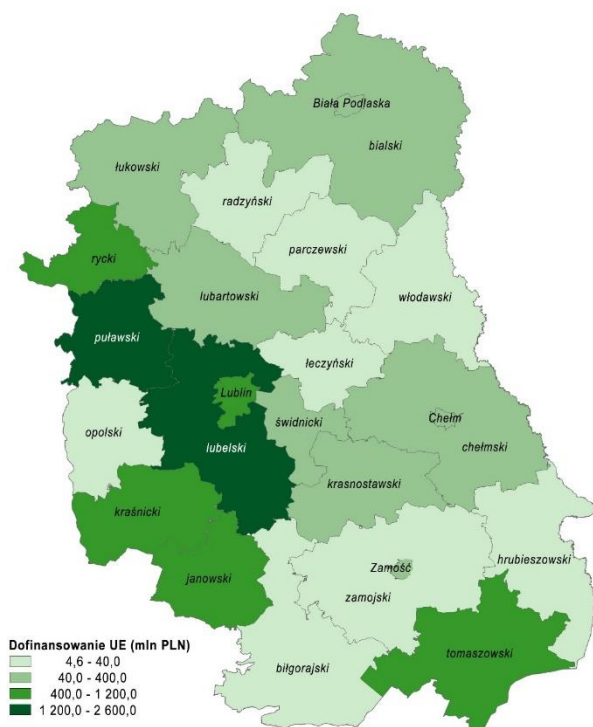 Biała Podlaska
bialski
łukowski
radzyński
parczewski
rycki
lubartowski
włodawski
puławski
łęczyński
Lublin
świdnicki
Chełm
chełmski
opolski
lubelski
krasnostawski
kraśnicki
hrubieszowski
Zamość
zamojski
janowski
tomaszowski
biłgorajski
Dofinansowanie UE (mln PLN)
4,6 - 40,0
40,0 - 400,0
400,0 - 1 200,0
1 200,0 - 2 600,0